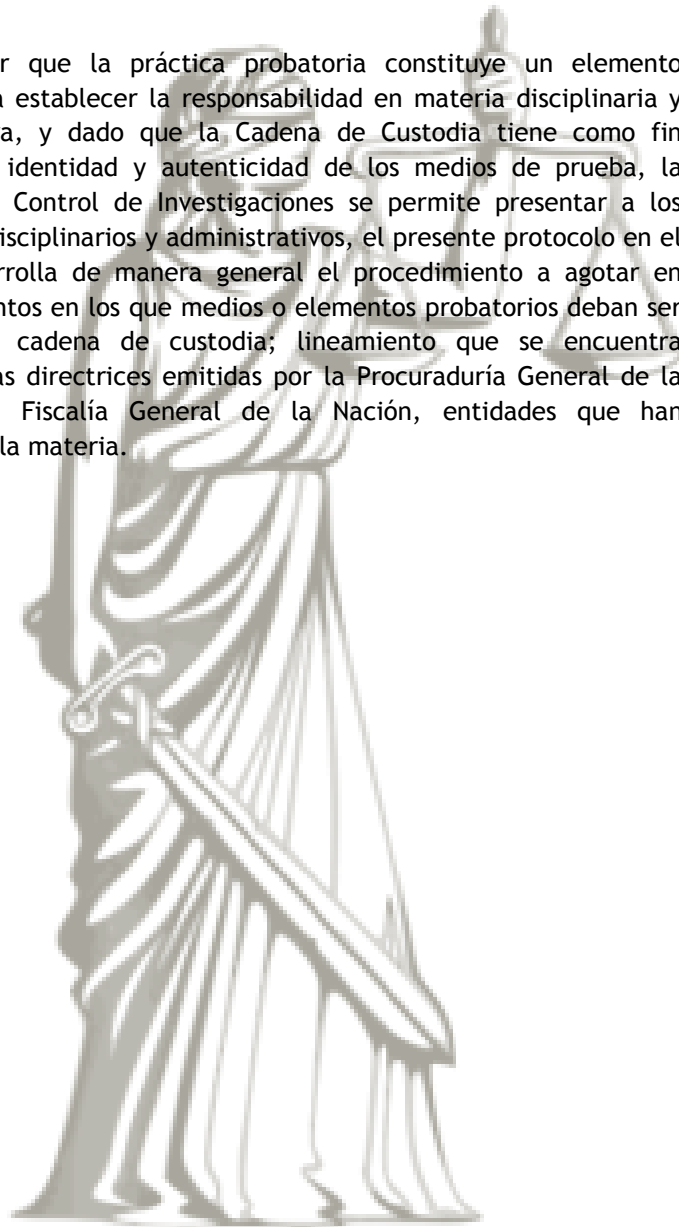 r que la práctica probatoria constituye un elemento
a establecer la responsabilidad en materia disciplinaria y
a, y dado que la Cadena de Custodia tiene como fin
identidad y autenticidad de los medios de prueba, la
Control de Investigaciones se permite presentar a los
disciplinarios y administrativos, el presente protocolo en el
rrolla de manera general el procedimiento a agotar en
ntos en los que medios o elementos probatorios deban ser
cadena de custodia; lineamiento que se encuentra
as directrices emitidas por la Procuraduría General de la
Fiscalía General de la Nación, entidades que han
la materia.